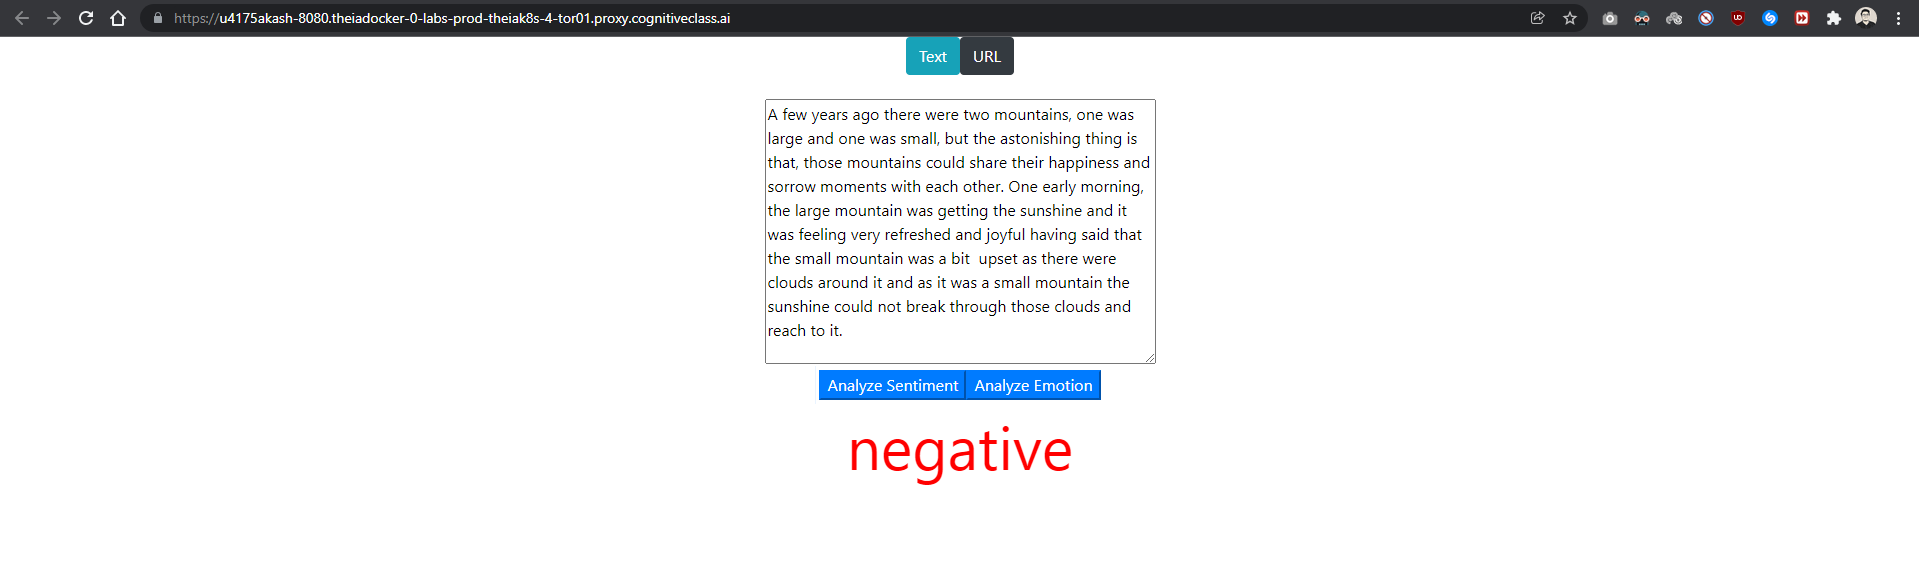 https://u4175akash-8080.theiadocker-0-labs-prod-theiak8s-4-tor01.proxy.cognitiveclass.ai
Text URL
A few years ago there were two mountains, one was
large and one was small, but the astonishing thing is
that, those mountains could share their happiness and
sorrow moments with each other. One early morning,
the large mountain was getting the sunshine and it
was feeling very refreshed and joyful having said that
the small mountain was a bit  upset as there were
clouds around it and as it was a small mountain the
sunshine could not break through those clouds and
reach to it.
Analyze Sentiment Analyze Emotion
negative